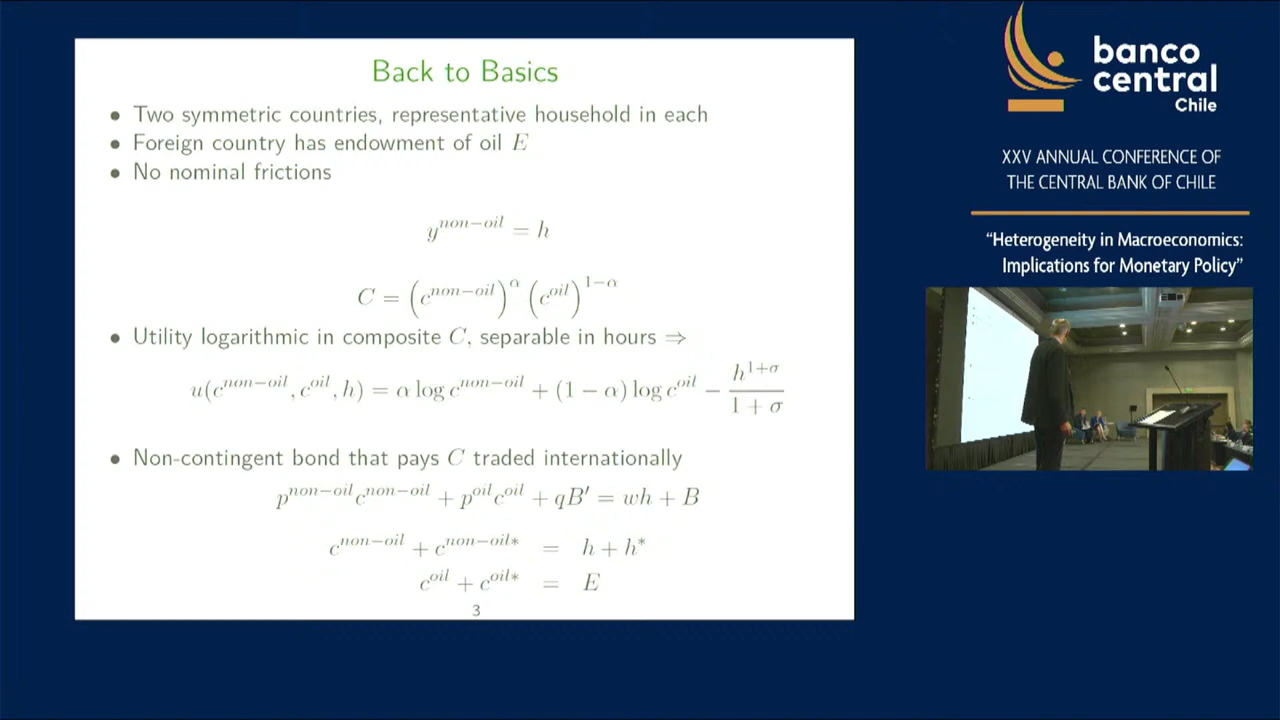 Back to Basics
• Two symmetric countries, representative household in each
• Foreign country has endowment of oil E
• No nominal frictions
y^{non-oil} = h
C = (c^{non-oil})^α (c^{oil})^{1-α}
• Utility logarithmic in composite C, separable in hours ⇒
u(c^{non-oil}, c^{oil}, h) = α log c^{non-oil} + (1 − α) log c^{oil} − \frac{h^{1+σ}}{1 + σ}
• Non-contingent bond that pays C traded internationally
p^{non-oil}c^{non-oil} + p^{oil}c^{oil} + qB′ = wh + B
c^{non-oil} + c^{non-oil*} = h + h*
c^{oil} + c^{oil*} = E
3
banco
central
Chile
XXV ANNUAL CONFERENCE OF
THE CENTRAL BANK OF CHILE
“Heterogeneity in Macroeconomics:
Implications for Monetary Policy”